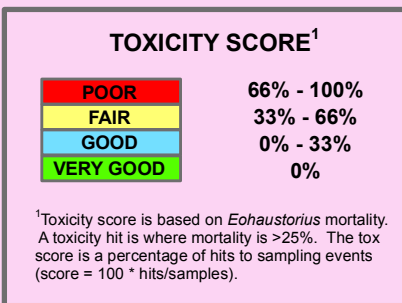 TOXICITY SCORE¹
POOR 66% - 100%
FAIR 33% - 66%
GOOD 0% - 33%
VERY GOOD 0%
¹Toxicity score is based on Eohaustorius mortality.
A toxicity hit is where mortality is >25%. The tox
score is a percentage of hits to sampling events
(score = 100 * hits/samples).